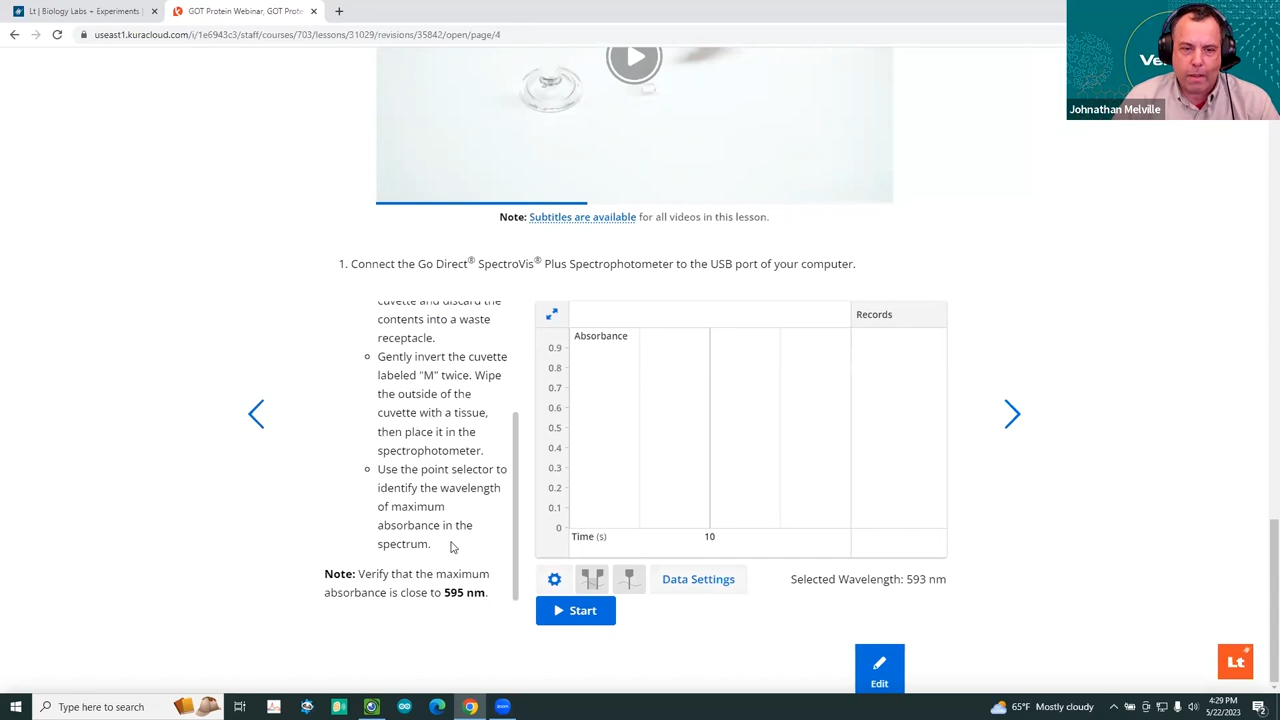 Lt | Biology Labs + Experiments |
GOT Protein Webinar, GOT Prote
useast1.kuracloud.com/i/1e6943c3/staff/courses/703/lessons/31029/revisions/35842/open/page/4
Ve
Johnathan Melville
Note: Subtitles are available for all videos in this lesson.
1. Connect the Go Direct® SpectroVis® Plus Spectrophotometer to the USB port of your computer.
cuvette and discard the
contents into a waste
receptacle.
Gently invert the cuvette
labeled "M" twice. Wipe
the outside of the
cuvette with a tissue,
then place it in the
spectrophotometer.
Use the point selector to
identify the wavelength
of maximum
absorbance in the
spectrum.
Note: Verify that the maximum
absorbance is close to 595 nm.
Records
Absorbance
0.9
0.8
0.7
0.6
0.5
0.4
0.3
0.2
0.1
0
Time (s)
10
Data Settings
Selected Wavelength: 593 nm
Start
Edit
Lt
Type here to search
65°F Mostly cloudy
4:29 PM
5/22/2023
2